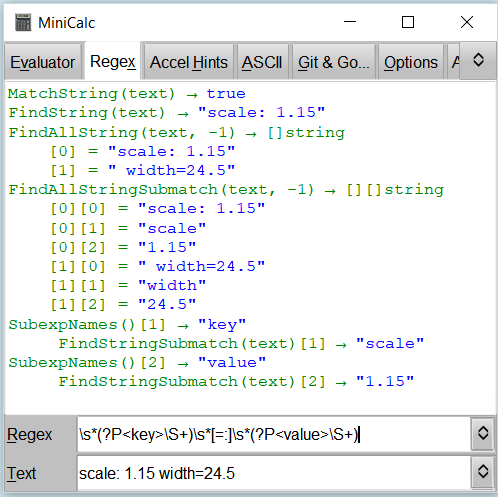 MiniCalc
Evaluator Regex Accel Hints ASCII Git & Go... Options A
MatchString(text) → true
FindString(text) → "scale: 1.15"
FindAllString(text, -1) → []string
[0] = "scale: 1.15"
[1] = " width=24.5"
FindAllStringSubmatch(text, -1) → [][]string
[0][0] = "scale: 1.15"
[0][1] = "scale"
[0][2] = "1.15"
[1][0] = " width=24.5"
[1][1] = "width"
[1][2] = "24.5"
SubexpNames()[1] → "key"
FindStringSubmatch(text)[1] → "scale"
SubexpNames()[2] → "value"
FindStringSubmatch(text)[2] → "1.15"
Regex \s*(?P<key>\S+)\s*[=:]\s*(?P<value>\S+)
Text scale: 1.15 width=24.5